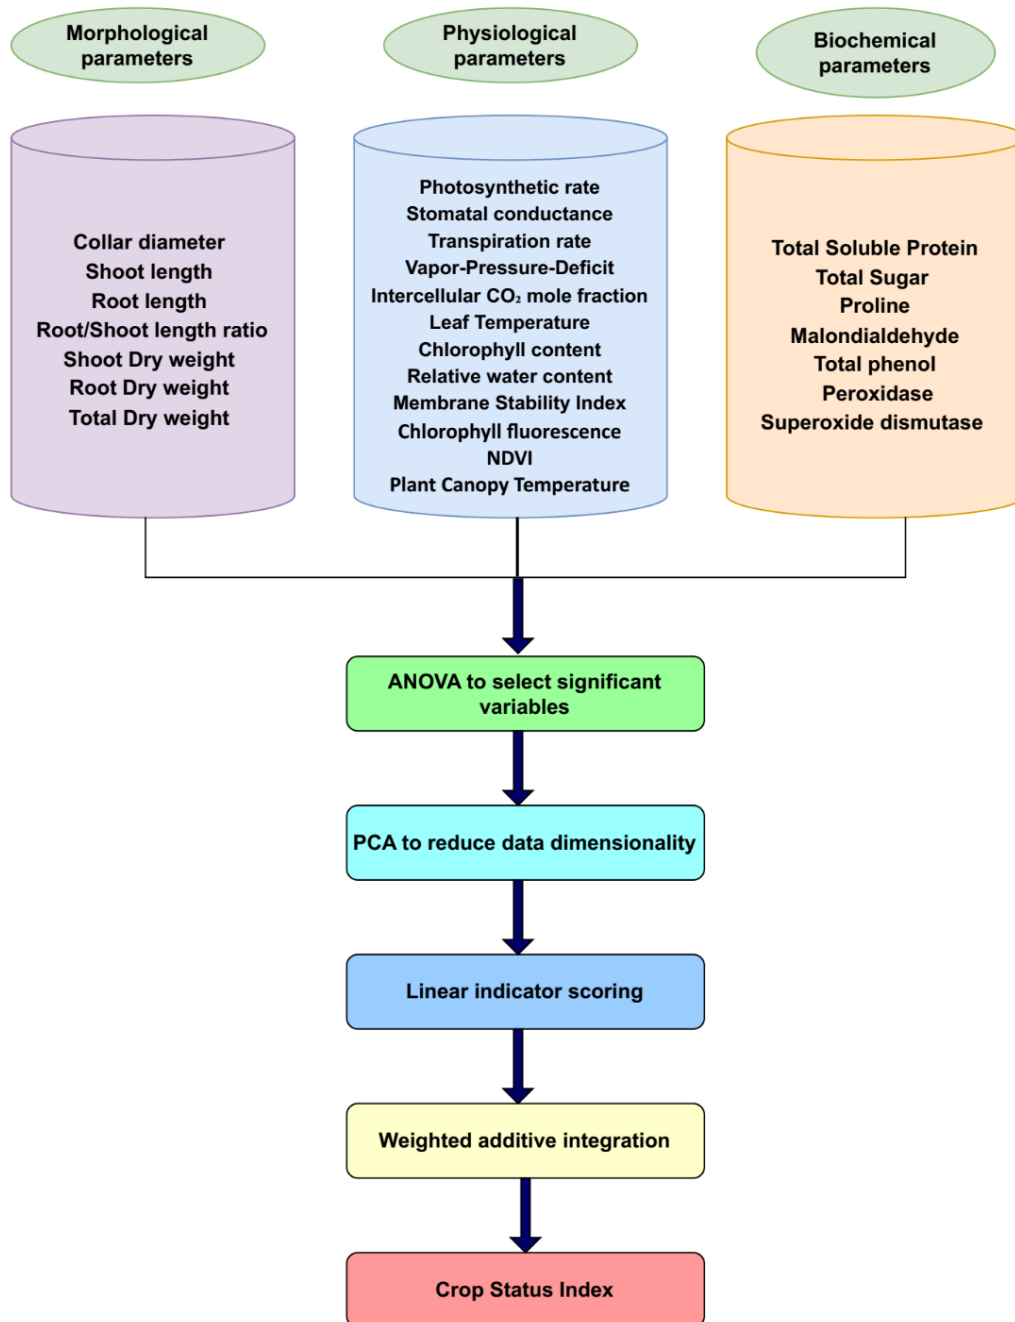 Morphological
parameters
Physiological
parameters
Biochemical
parameters
Collar diameter
Shoot length
Root length
Root/Shoot length ratio
Shoot Dry weight
Root Dry weight
Total Dry weight
Photosynthetic rate
Stomatal conductance
Transpiration rate
Vapor-Pressure-Deficit
Intercellular CO₂ mole fraction
Leaf Temperature
Chlorophyll content
Relative water content
Membrane Stability Index
Chlorophyll fluorescence
NDVI
Plant Canopy Temperature
Total Soluble Protein
Total Sugar
Proline
Malondialdehyde
Total phenol
Peroxidase
Superoxide dismutase
ANOVA to select significant
variables
PCA to reduce data dimensionality
Linear indicator scoring
Weighted additive integration
Crop Status Index